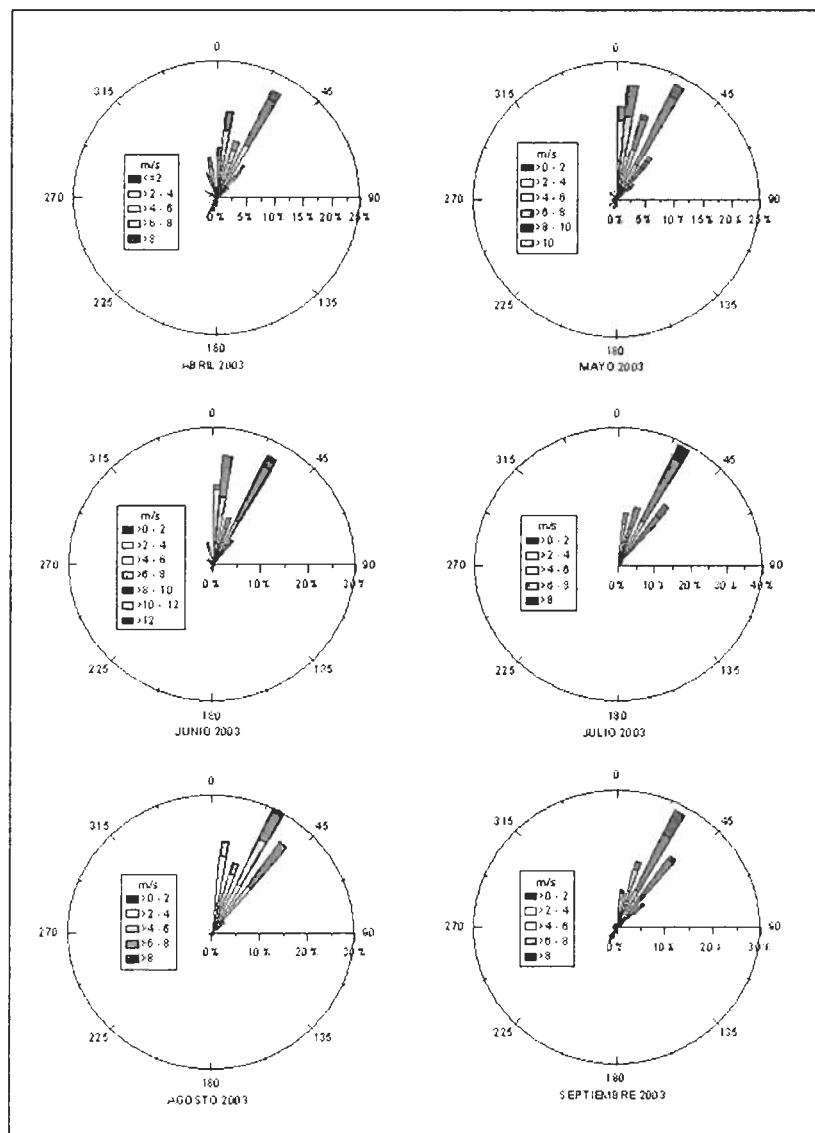 0
315
45
m/s
<=2
>2 - 4
>4 - 6
>6 - 8
>8
270
90
0% 5% 10% 15% 20% 25%
225
135
180
ABRIL 2003
0
315
45
m/s
>0 - 2
>2 - 4
>4 - 6
>6 - 8
>8 - 10
>10
270
90
0% 5% 10% 15% 20% 25%
225
135
180
MAYO 2003
0
315
45
m/s
>0 - 2
>2 - 4
>4 - 6
>6 - 8
>8 - 10
>10 - 12
>12
270
90
0% 10% 20% 30%
225
135
180
JUNIO 2003
0
315
45
m/s
>0 - 2
>2 - 4
>4 - 6
>6 - 8
>8
270
90
0% 10% 20% 30% 40%
225
135
180
JULIO 2003
0
315
45
m/s
>0 - 2
>2 - 4
>4 - 6
>6 - 8
>8
270
90
0% 10% 20% 30%
225
135
180
AGOSTO 2003
0
315
45
m/s
>0 - 2
>2 - 4
>4 - 6
>6 - 8
>8
270
90
0% 10% 20% 30%
225
135
180
SEPTIEMBRE 2003